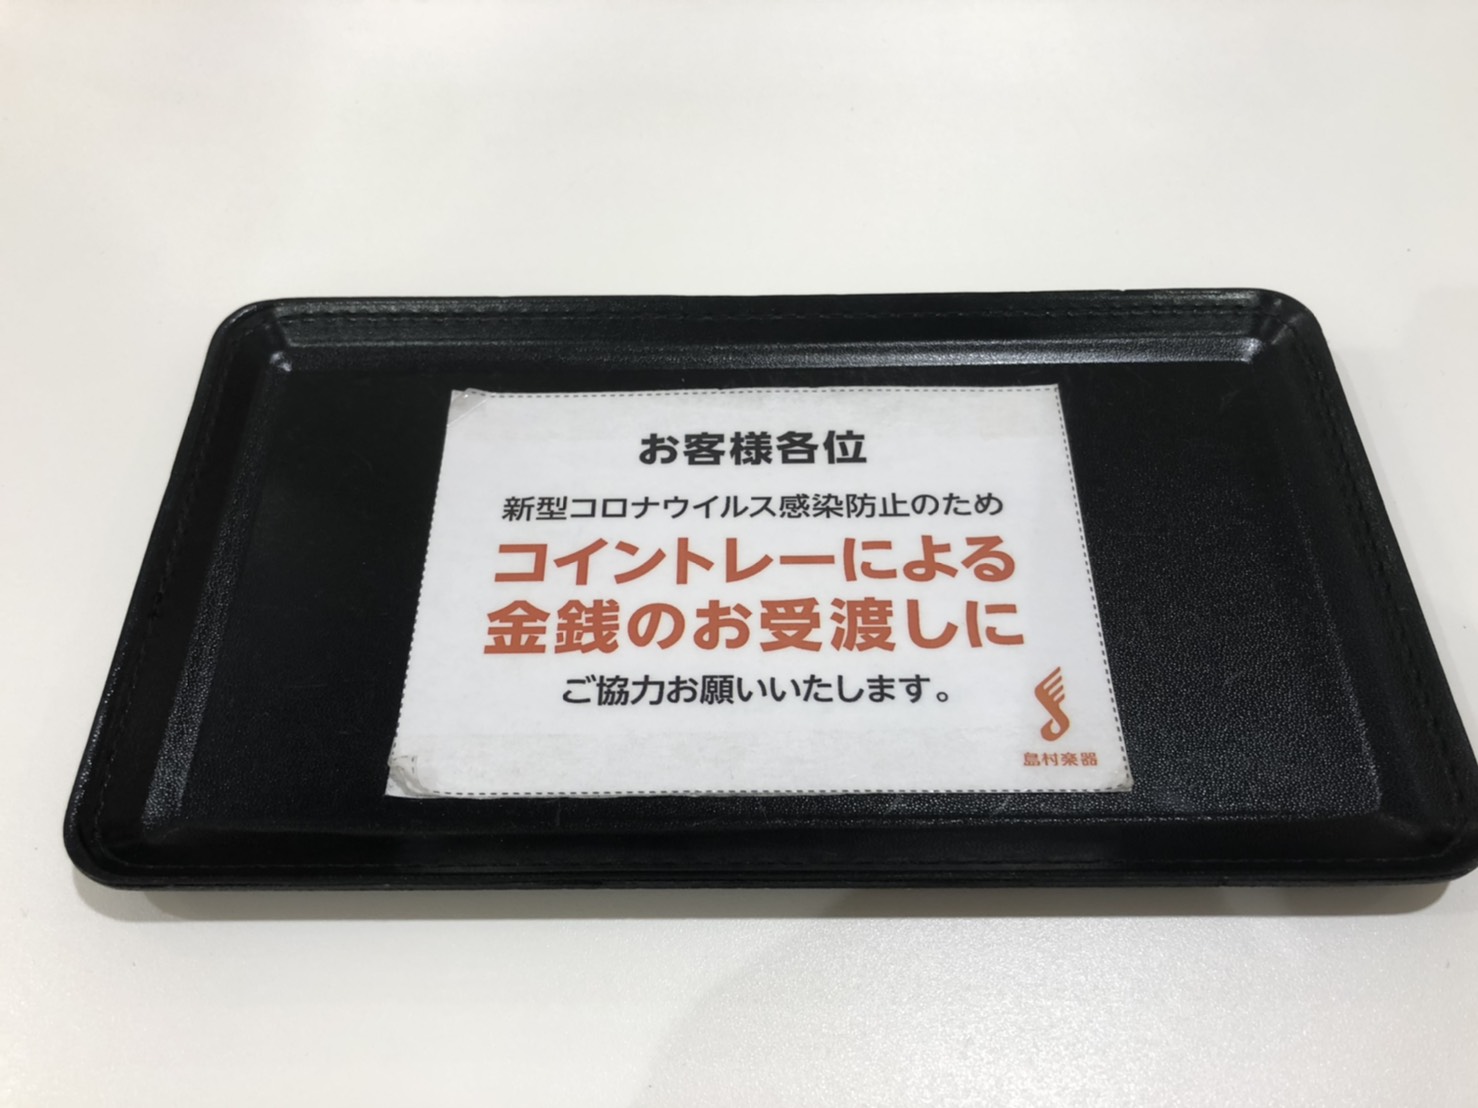 お客様各位
新型コロナウイルス感染防止のため
コイントレーによる
金銭のお受渡しに
ご協力お願いいたします。
島村楽器